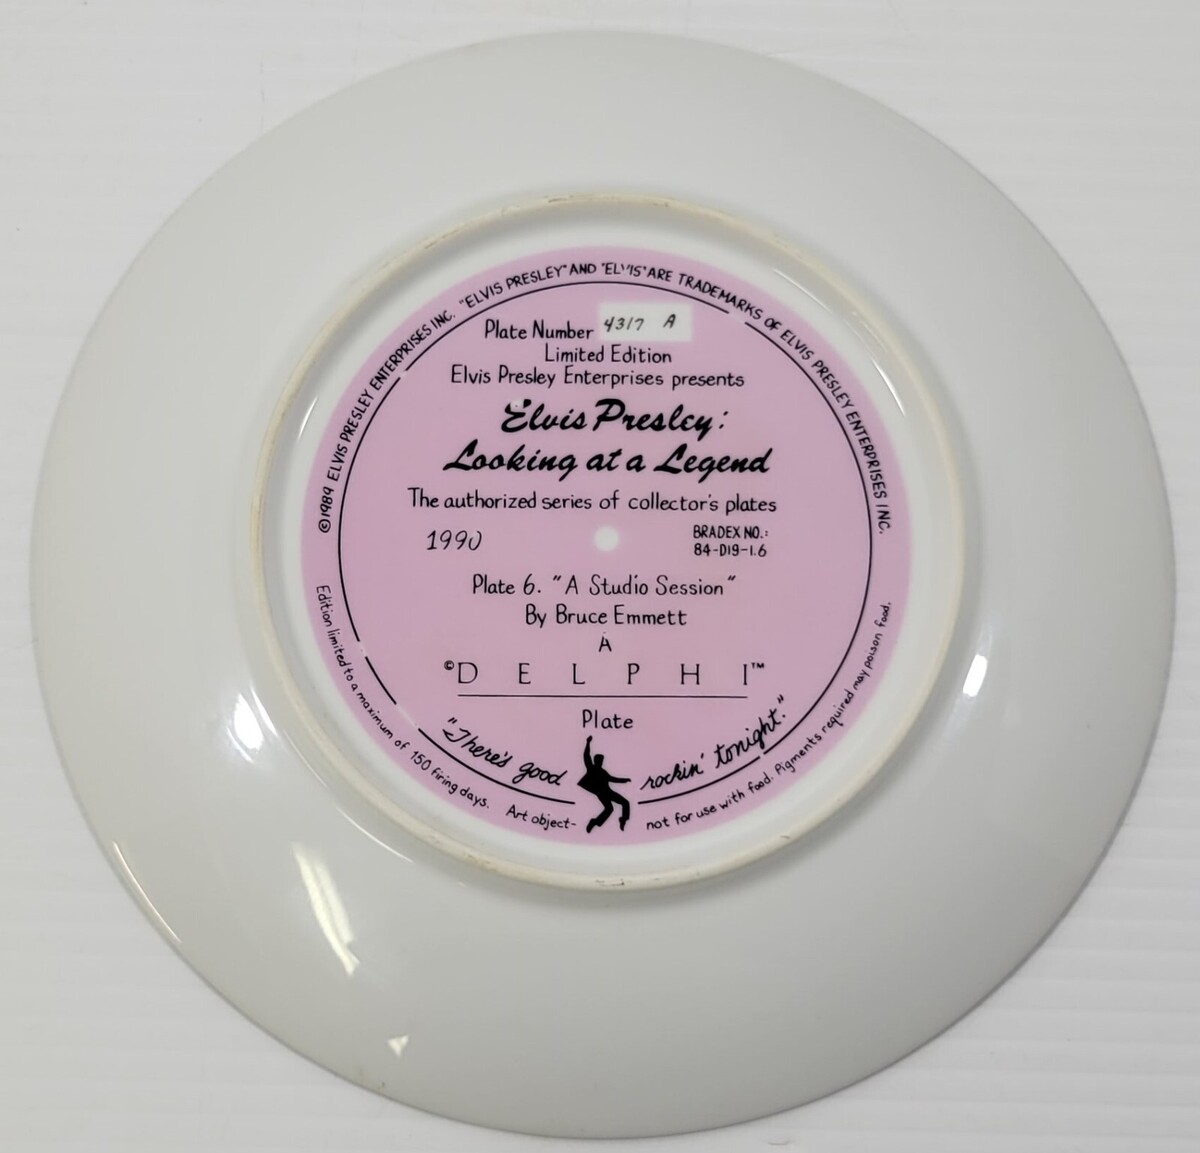 ©1989 ELVIS PRESLEY ENTERPRISES INC. "ELVIS PRESLEY" AND "ELVIS" ARE TRADEMARKS OF ELVIS PRESLEY ENTERPRISES INC.
Plate Number 4317 A
Limited Edition
Elvis Presley Enterprises presents
Elvis Presley:
Looking at a Legend
The authorized series of collector's plates
1990
BRADEX NO.:
84-D19-1.6
Plate 6. "A Studio Session"
By Bruce Emmett
A
©DELPHI™
Plate
"There's good rockin' tonight."
Edition limited to a maximum of 150 firing days. Art object- not for use with food. Pigments required may poison food.